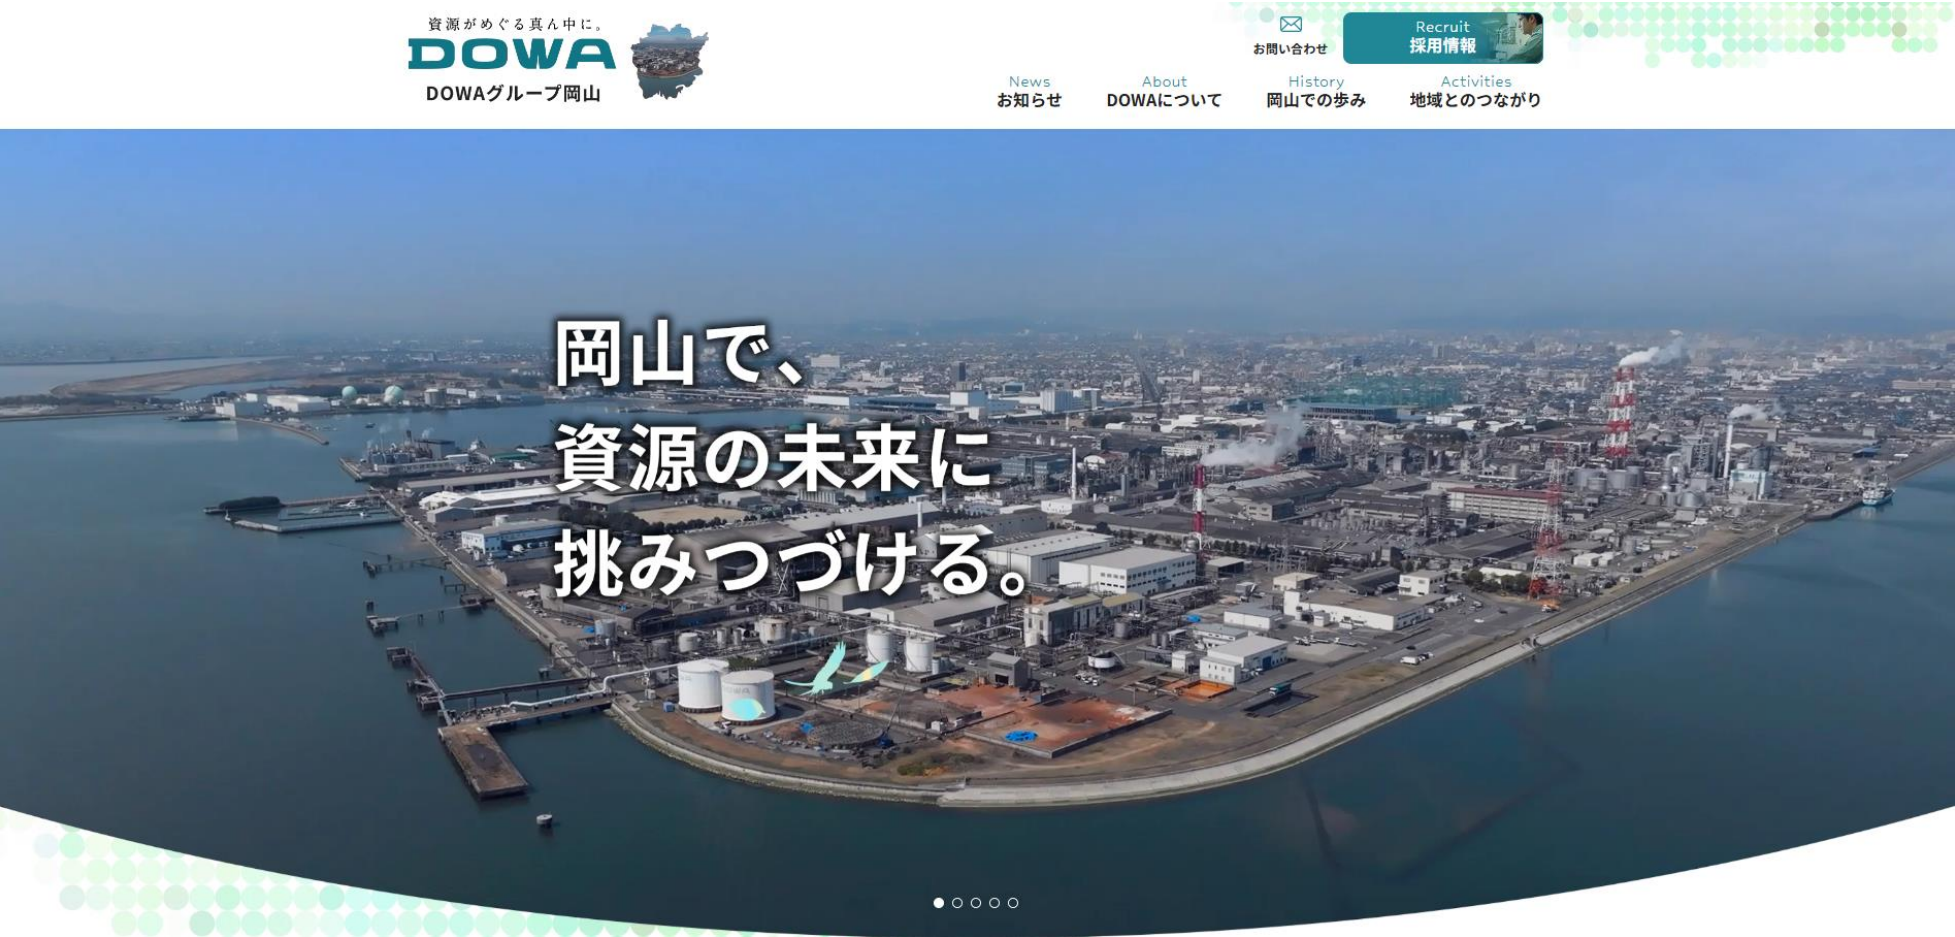 資源がめぐる真ん中に。
DOWA
DOWAグループ岡山
お問い合わせ
Recruit
採用情報
News
お知らせ
About
DOWAについて
History
岡山での歩み
Activities
地域とのつながり
岡山で、
資源の未来に
挑みつづける。
DOWA